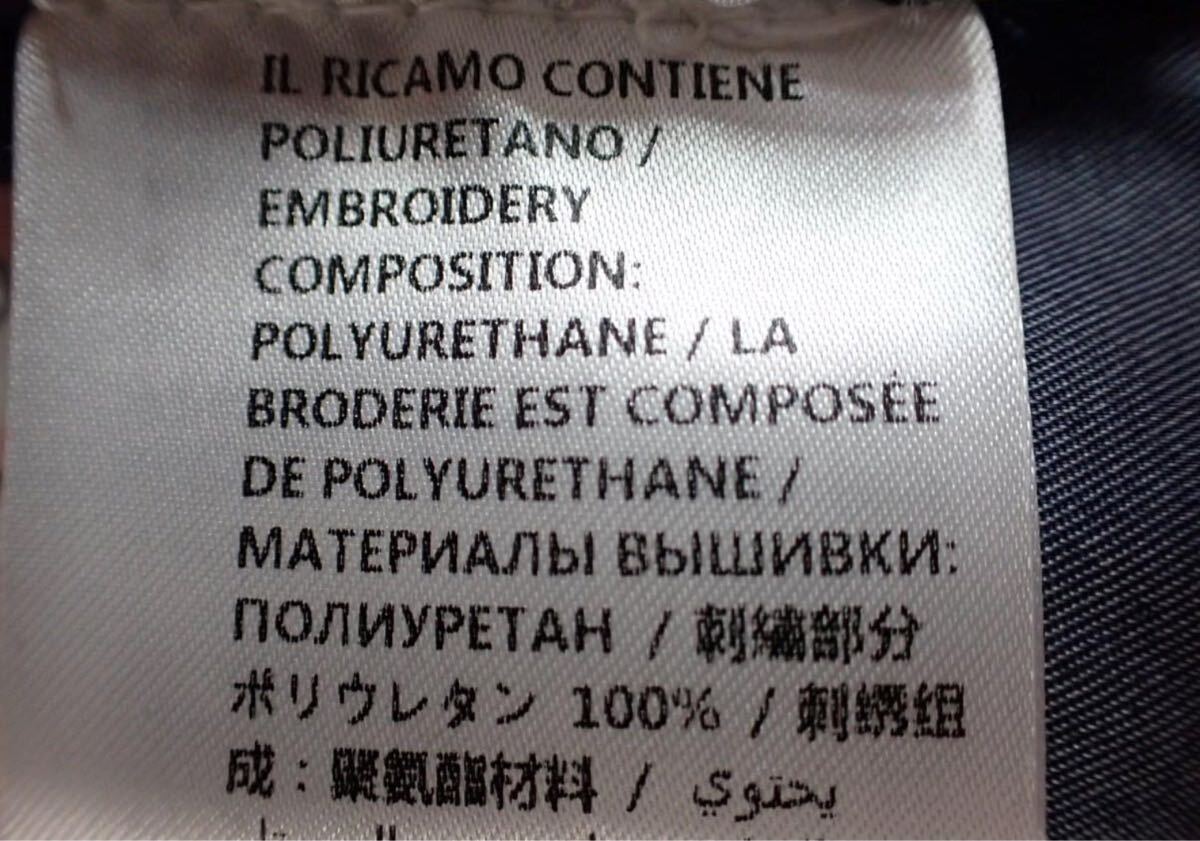 IL RICAMO CONTIENE
POLIURETANO /
EMBROIDERY
COMPOSITION:
POLYURETHANE / LA
BRODERIE EST COMPOSÉE
DE POLYURETHANE /
МАТЕРИАЛЫ ВЫШИВКИ:
ПОЛИУРЕТАН / 刺繍部分
ポリウレタン 100% / 刺绣组
成：聚氨酯材料 / يحتوي